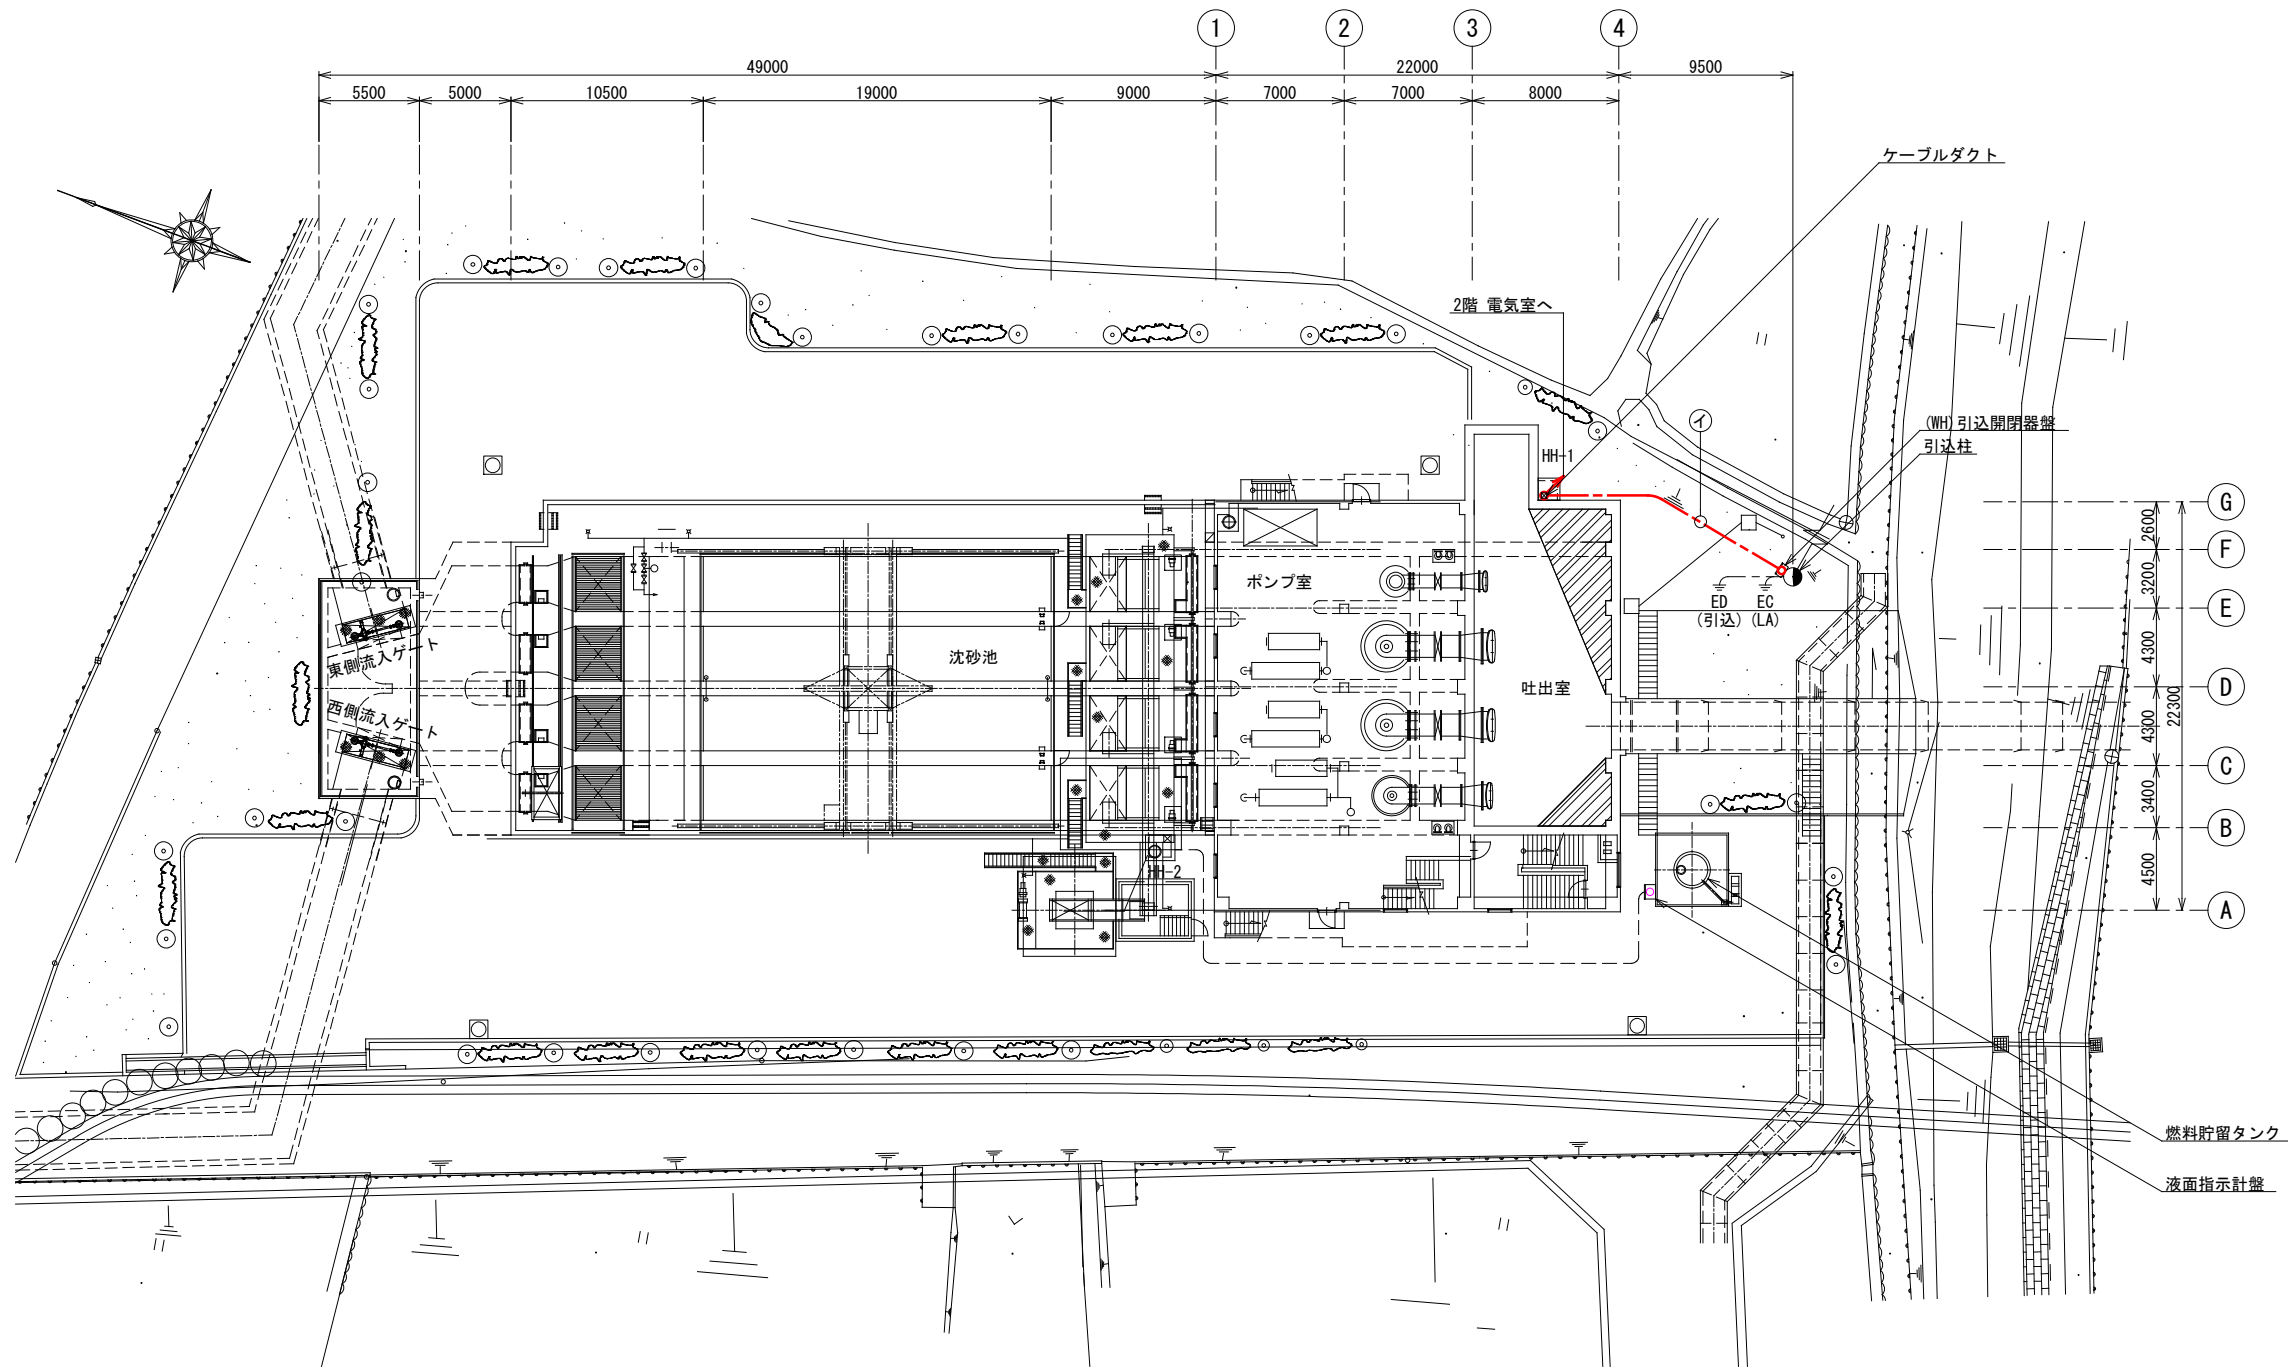 1
2
3
4
49000
22000
9500
5500
5000
10500
19000
9000
7000
7000
8000
ケーブルダクト
2階 電気室へ
イ
(WH)引込開閉器盤
引込柱
HH-1
G
2600
F
3200
E
4300
D
4300
22300
C
3400
B
4500
A
ポンプ室
ED
EC
(引込)
(LA)
東側流入ゲート
沈砂池
吐出室
西側流入ゲート
HH-2
燃料貯留タンク
液面指示計盤